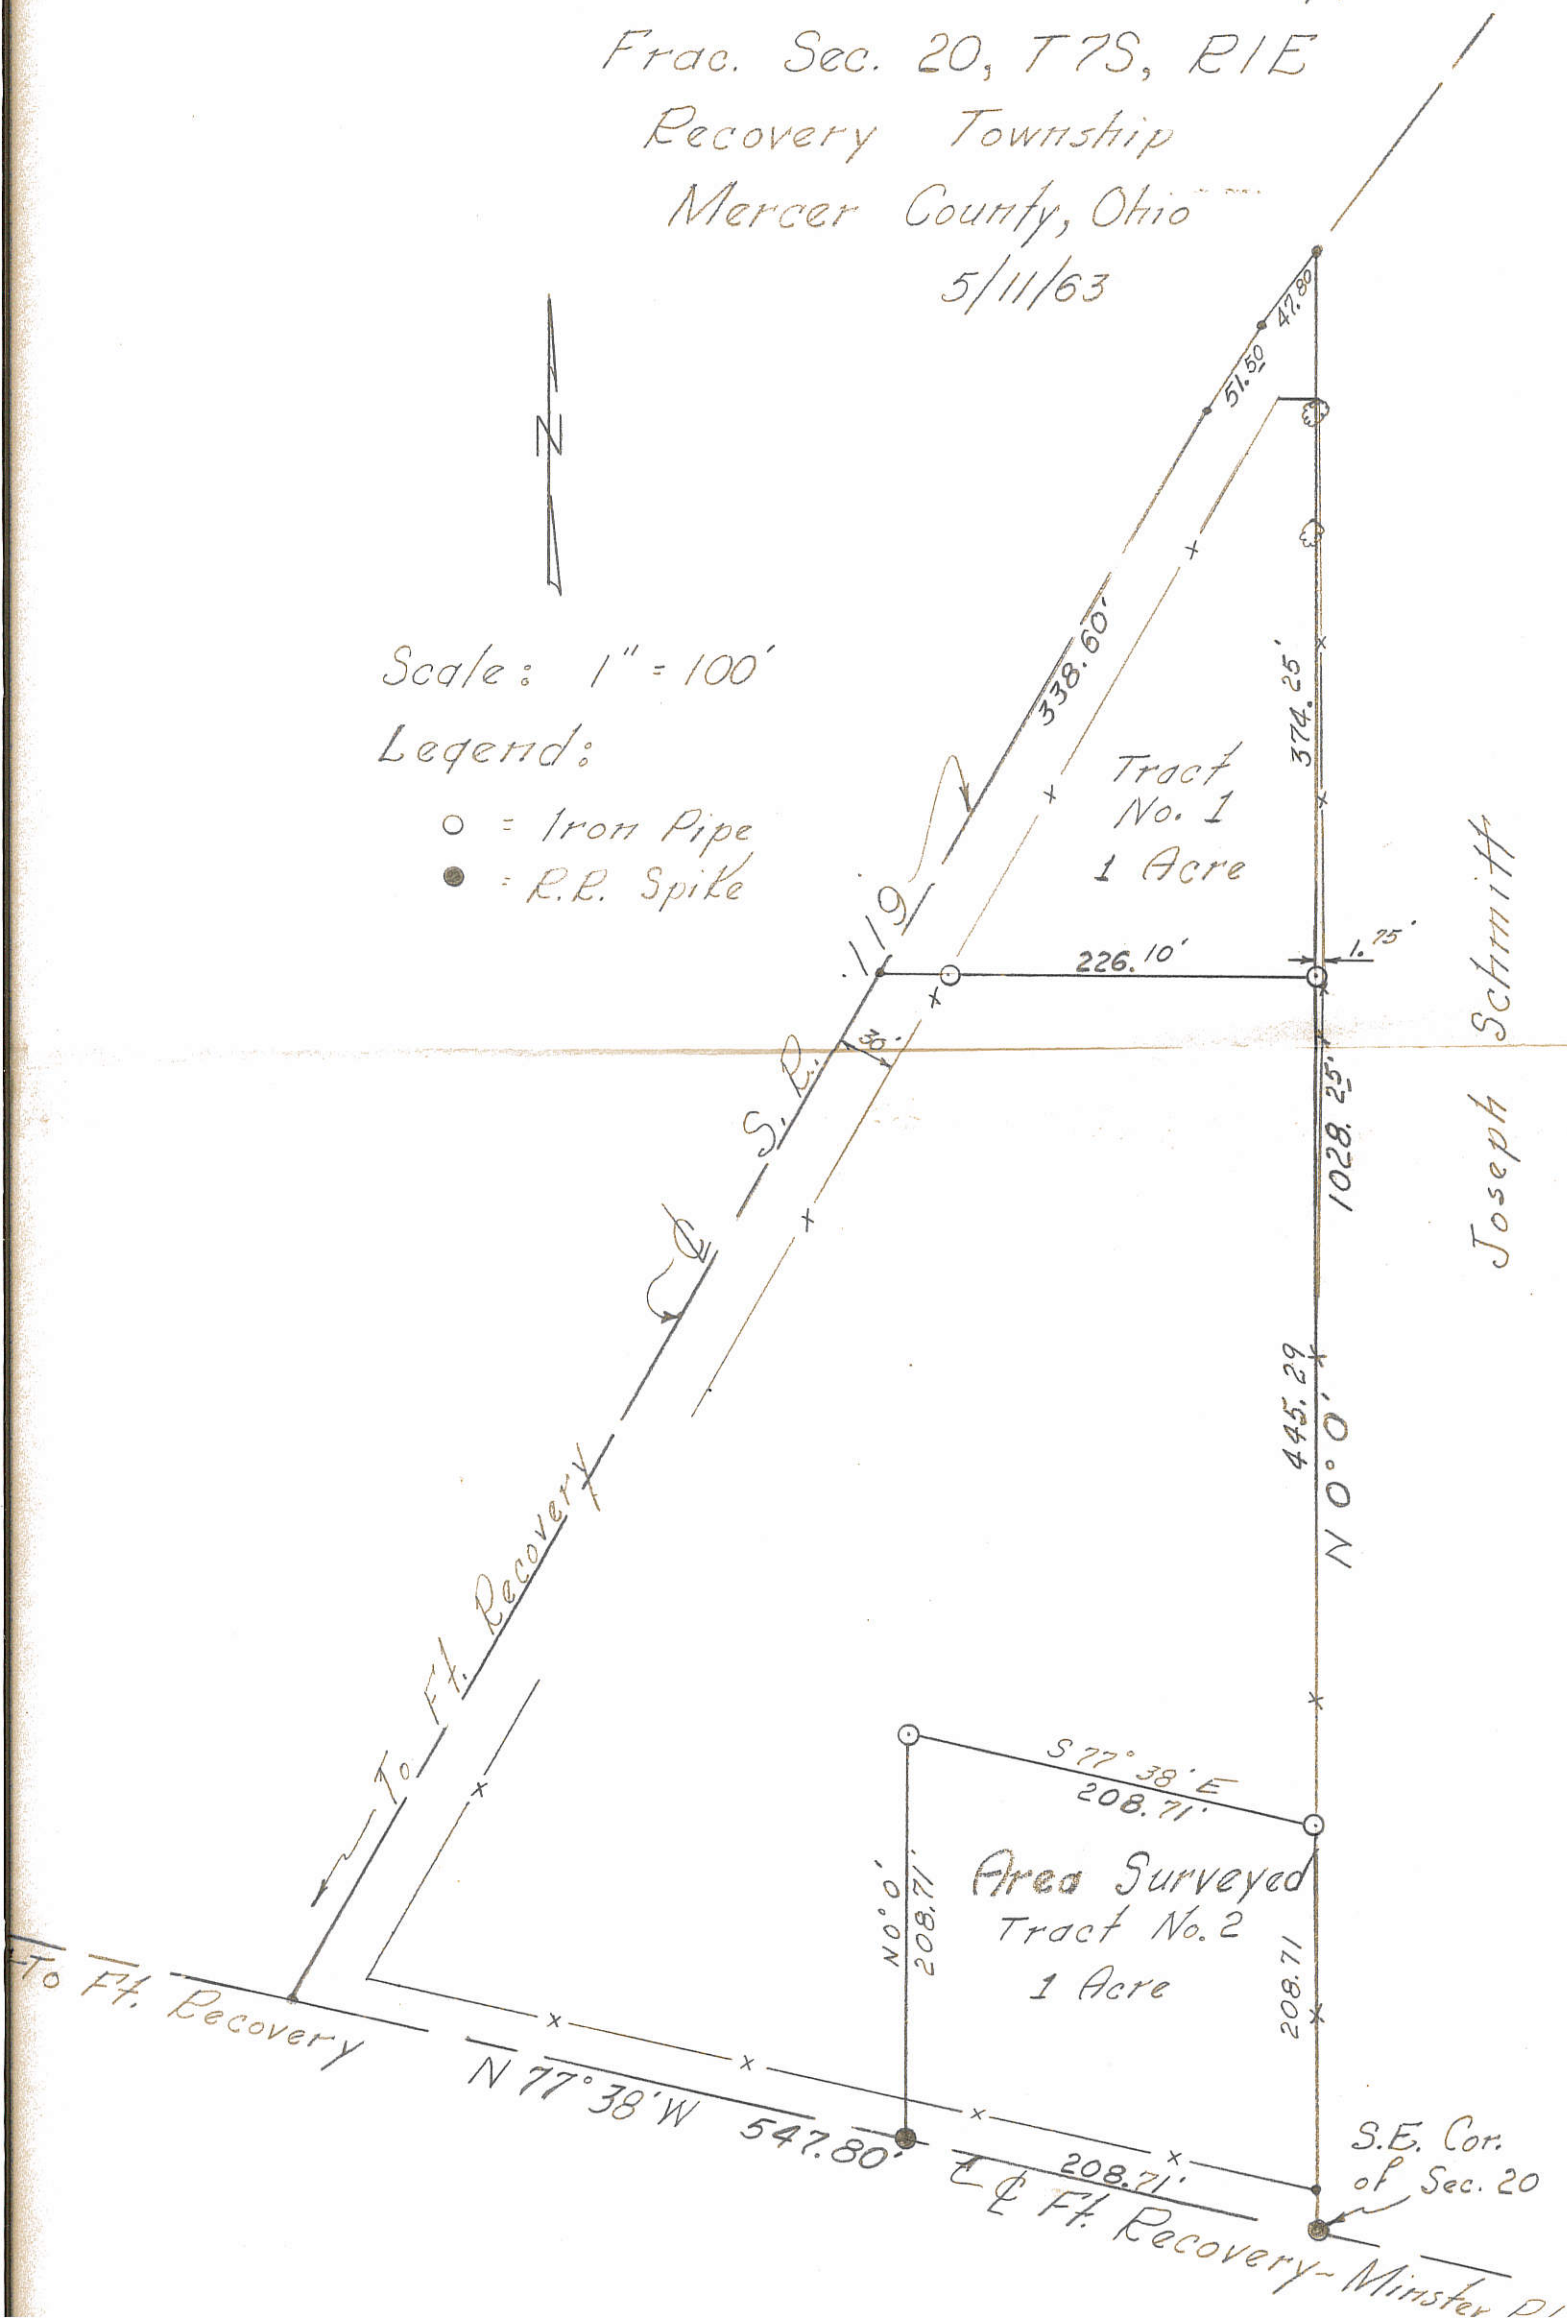 Frac. Sec. 20, T7S, R1E
Recovery Township
Mercer County, Ohio
5/11/63
N
47.80
51.50
Scale: 1" = 100'
Legend:
O = Iron Pipe
● = R.R. Spike
338.60'
374.25'
Tract
No. 1
1 Acre
S. R. 119
226.10'
1.75'
30'
1028.25'
Joseph Schmitt
℄
445.29
N 0° 0'
To Ft. Recovery
S 77° 38' E
208.71'
N 0° 0'
208.71'
Area Surveyed
Tract No. 2
1 Acre
208.71
To Ft. Recovery
N 77° 38' W 547.80'
208.71'
℄ Ft. Recovery-Minster
S.E. Cor.
of Sec. 20